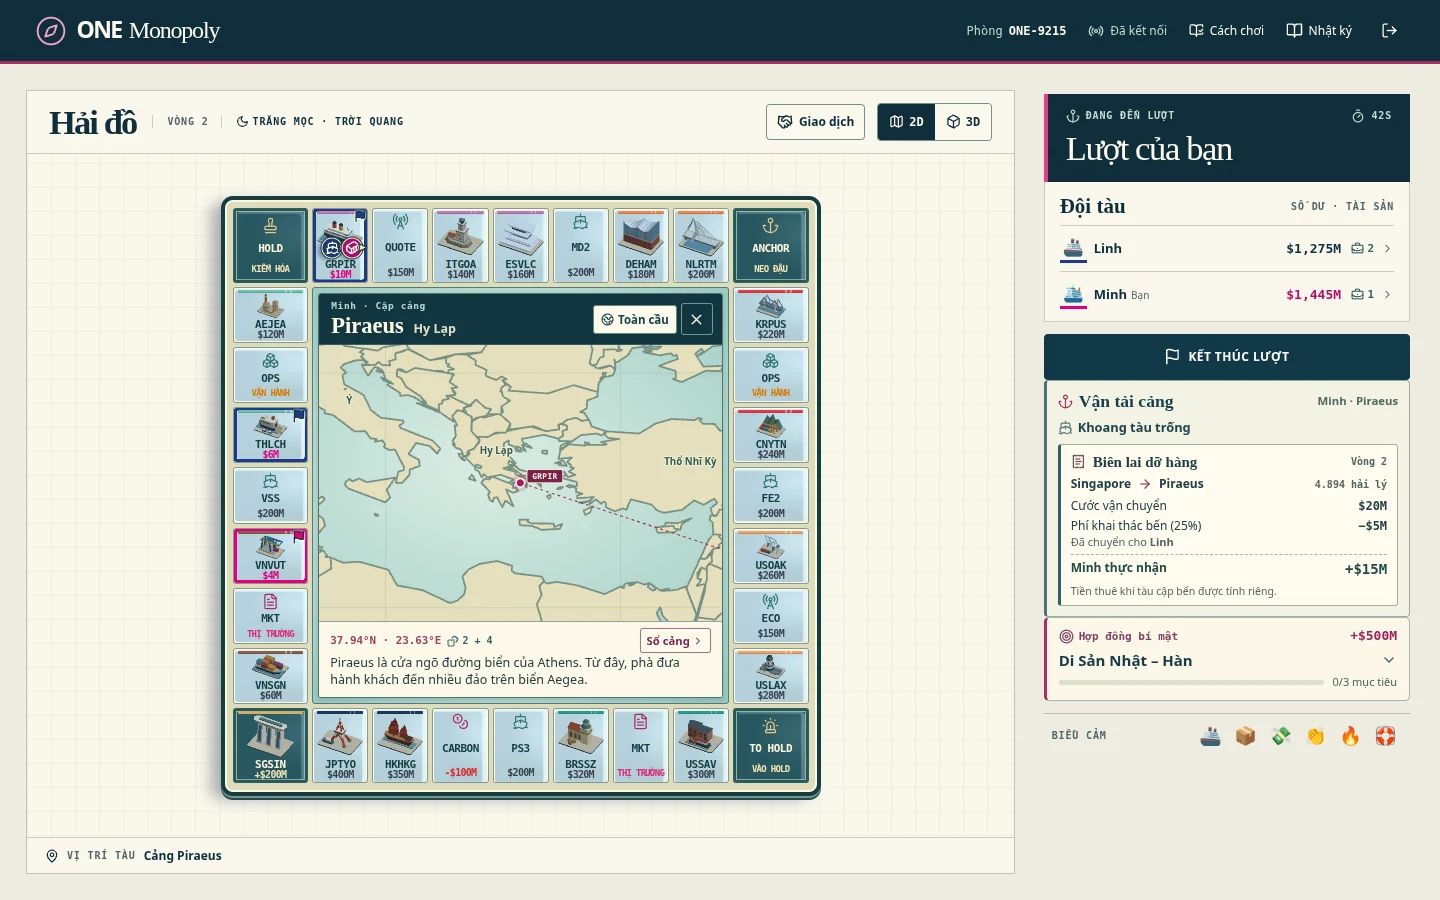 ONE Monopoly
Phòng ONE-9215
Đã kết nối
Cách chơi
Nhật ký
Hải đồ
VÒNG 2
TRĂNG MỌC · TRỜI QUANG
Giao dịch
2D
3D
HOLD
KIỂM HÓA
GRPIR
$10M
QUOTE
$150M
ITGOA
$140M
ESVLC
$160M
MD2
$200M
DEHAM
$180M
NLRTM
$200M
ANCHOR
NEO ĐẬU
AEJEA
$120M
OPS
VẬN HÀNH
THLCH
$6M
VSS
$200M
VNVUT
$4M
MKT
THỊ TRƯỜNG
VNSGN
$60M
Minh · Cập cảng
Piraeus Hy Lạp
Toàn cầu
Ý
Hy Lạp
GRPIR
Thổ Nhĩ Kỳ
37.94°N · 23.63°E 2 + 4
Sổ cảng
Piraeus là cửa ngõ đường biển của Athens. Từ đây, phà đưa
hành khách đến nhiều đảo trên biển Aegea.
KRPUS
$220M
OPS
VẬN HÀNH
CNYTN
$240M
FE2
$200M
USOAK
$260M
ECO
$150M
USLAX
$280M
SGSIN
+$200M
JPTYO
$400M
HKHKG
$350M
CARBON
-$100M
PS3
$200M
BRSSZ
$320M
MKT
THỊ TRƯỜNG
USSAV
$300M
TO HOLD
VÀO HOLD
VỊ TRÍ TÀU Cảng Piraeus
ĐANG ĐẾN LƯỢT
42S
Lượt của bạn
Đội tàu
SỐ DƯ · TÀI SẢN
Linh $1,275M 2
Minh Bạn $1,445M 1
KẾT THÚC LƯỢT
Vận tải cảng
Minh · Piraeus
Khoang tàu trống
Biên lai dỡ hàng
Vòng 2
Singapore → Piraeus
4.894 hải lý
Cước vận chuyển $20M
Phí khai thác bến (25%) −$5M
Đã chuyển cho Linh
Minh thực nhận +$15M
Tiền thuê khi tàu cập bến được tính riêng.
Hợp đồng bí mật +$500M
Di Sản Nhật – Hàn
0/3 mục tiêu
BIỂU CẢM